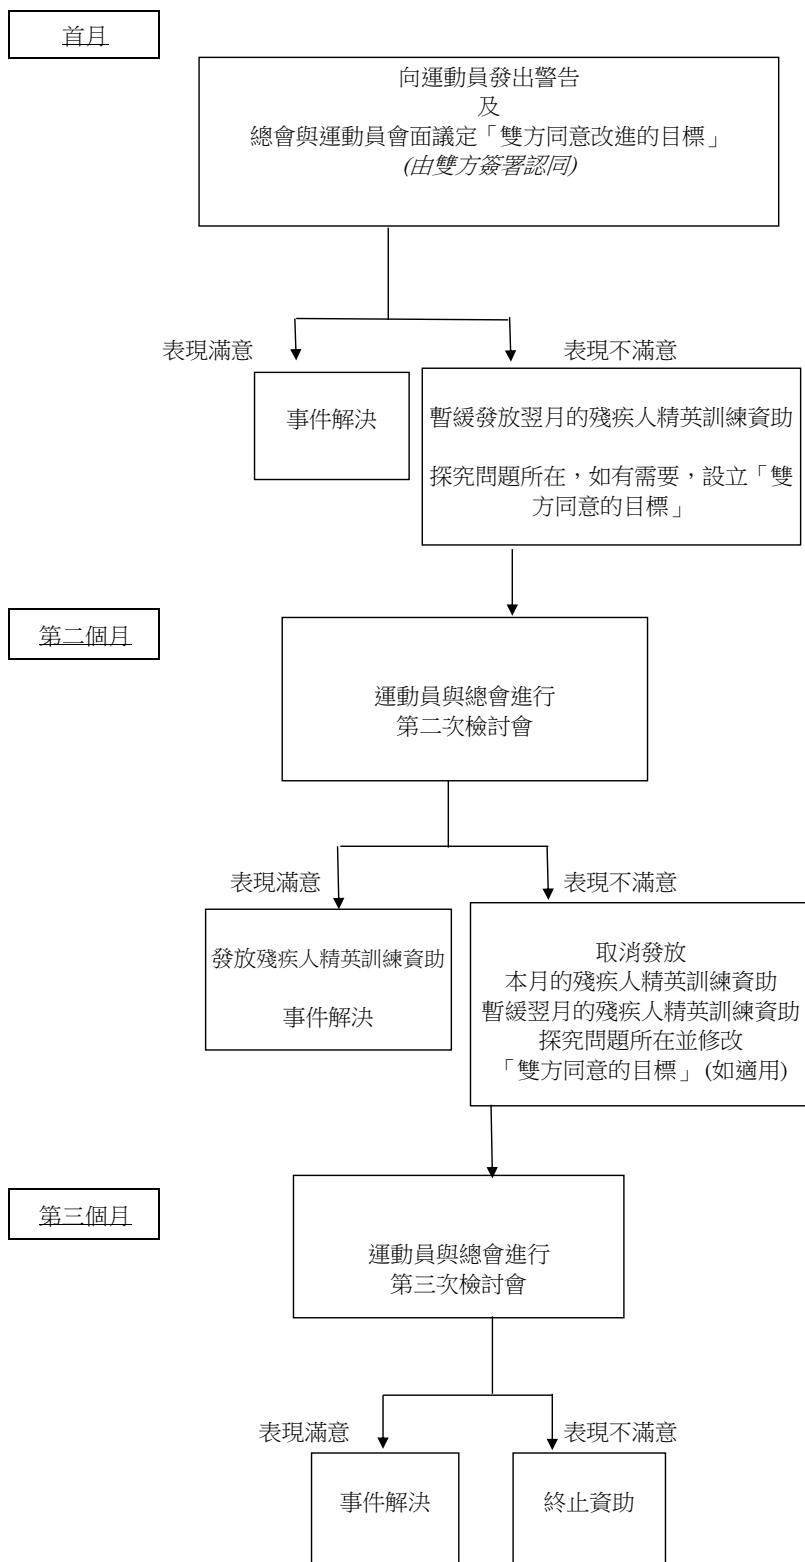 首月
向運動員發出警告
及
總會與運動員會面議定「雙方同意改進的目標」
(由雙方簽署認同)
表現滿意
表現不滿意
事件解決
暫緩發放翌月的殘疾人精英訓練資助
探究問題所在，如有需要，設立「雙
方同意的目標」
第二個月
運動員與總會進行
第二次檢討會
表現滿意
表現不滿意
發放殘疾人精英訓練資助
事件解決
取消發放
本月的殘疾人精英訓練資助
暫緩翌月的殘疾人精英訓練資助
探究問題所在並修改
「雙方同意的目標」(如適用)
第三個月
運動員與總會進行
第三次檢討會
表現滿意
表現不滿意
事件解決
終止資助